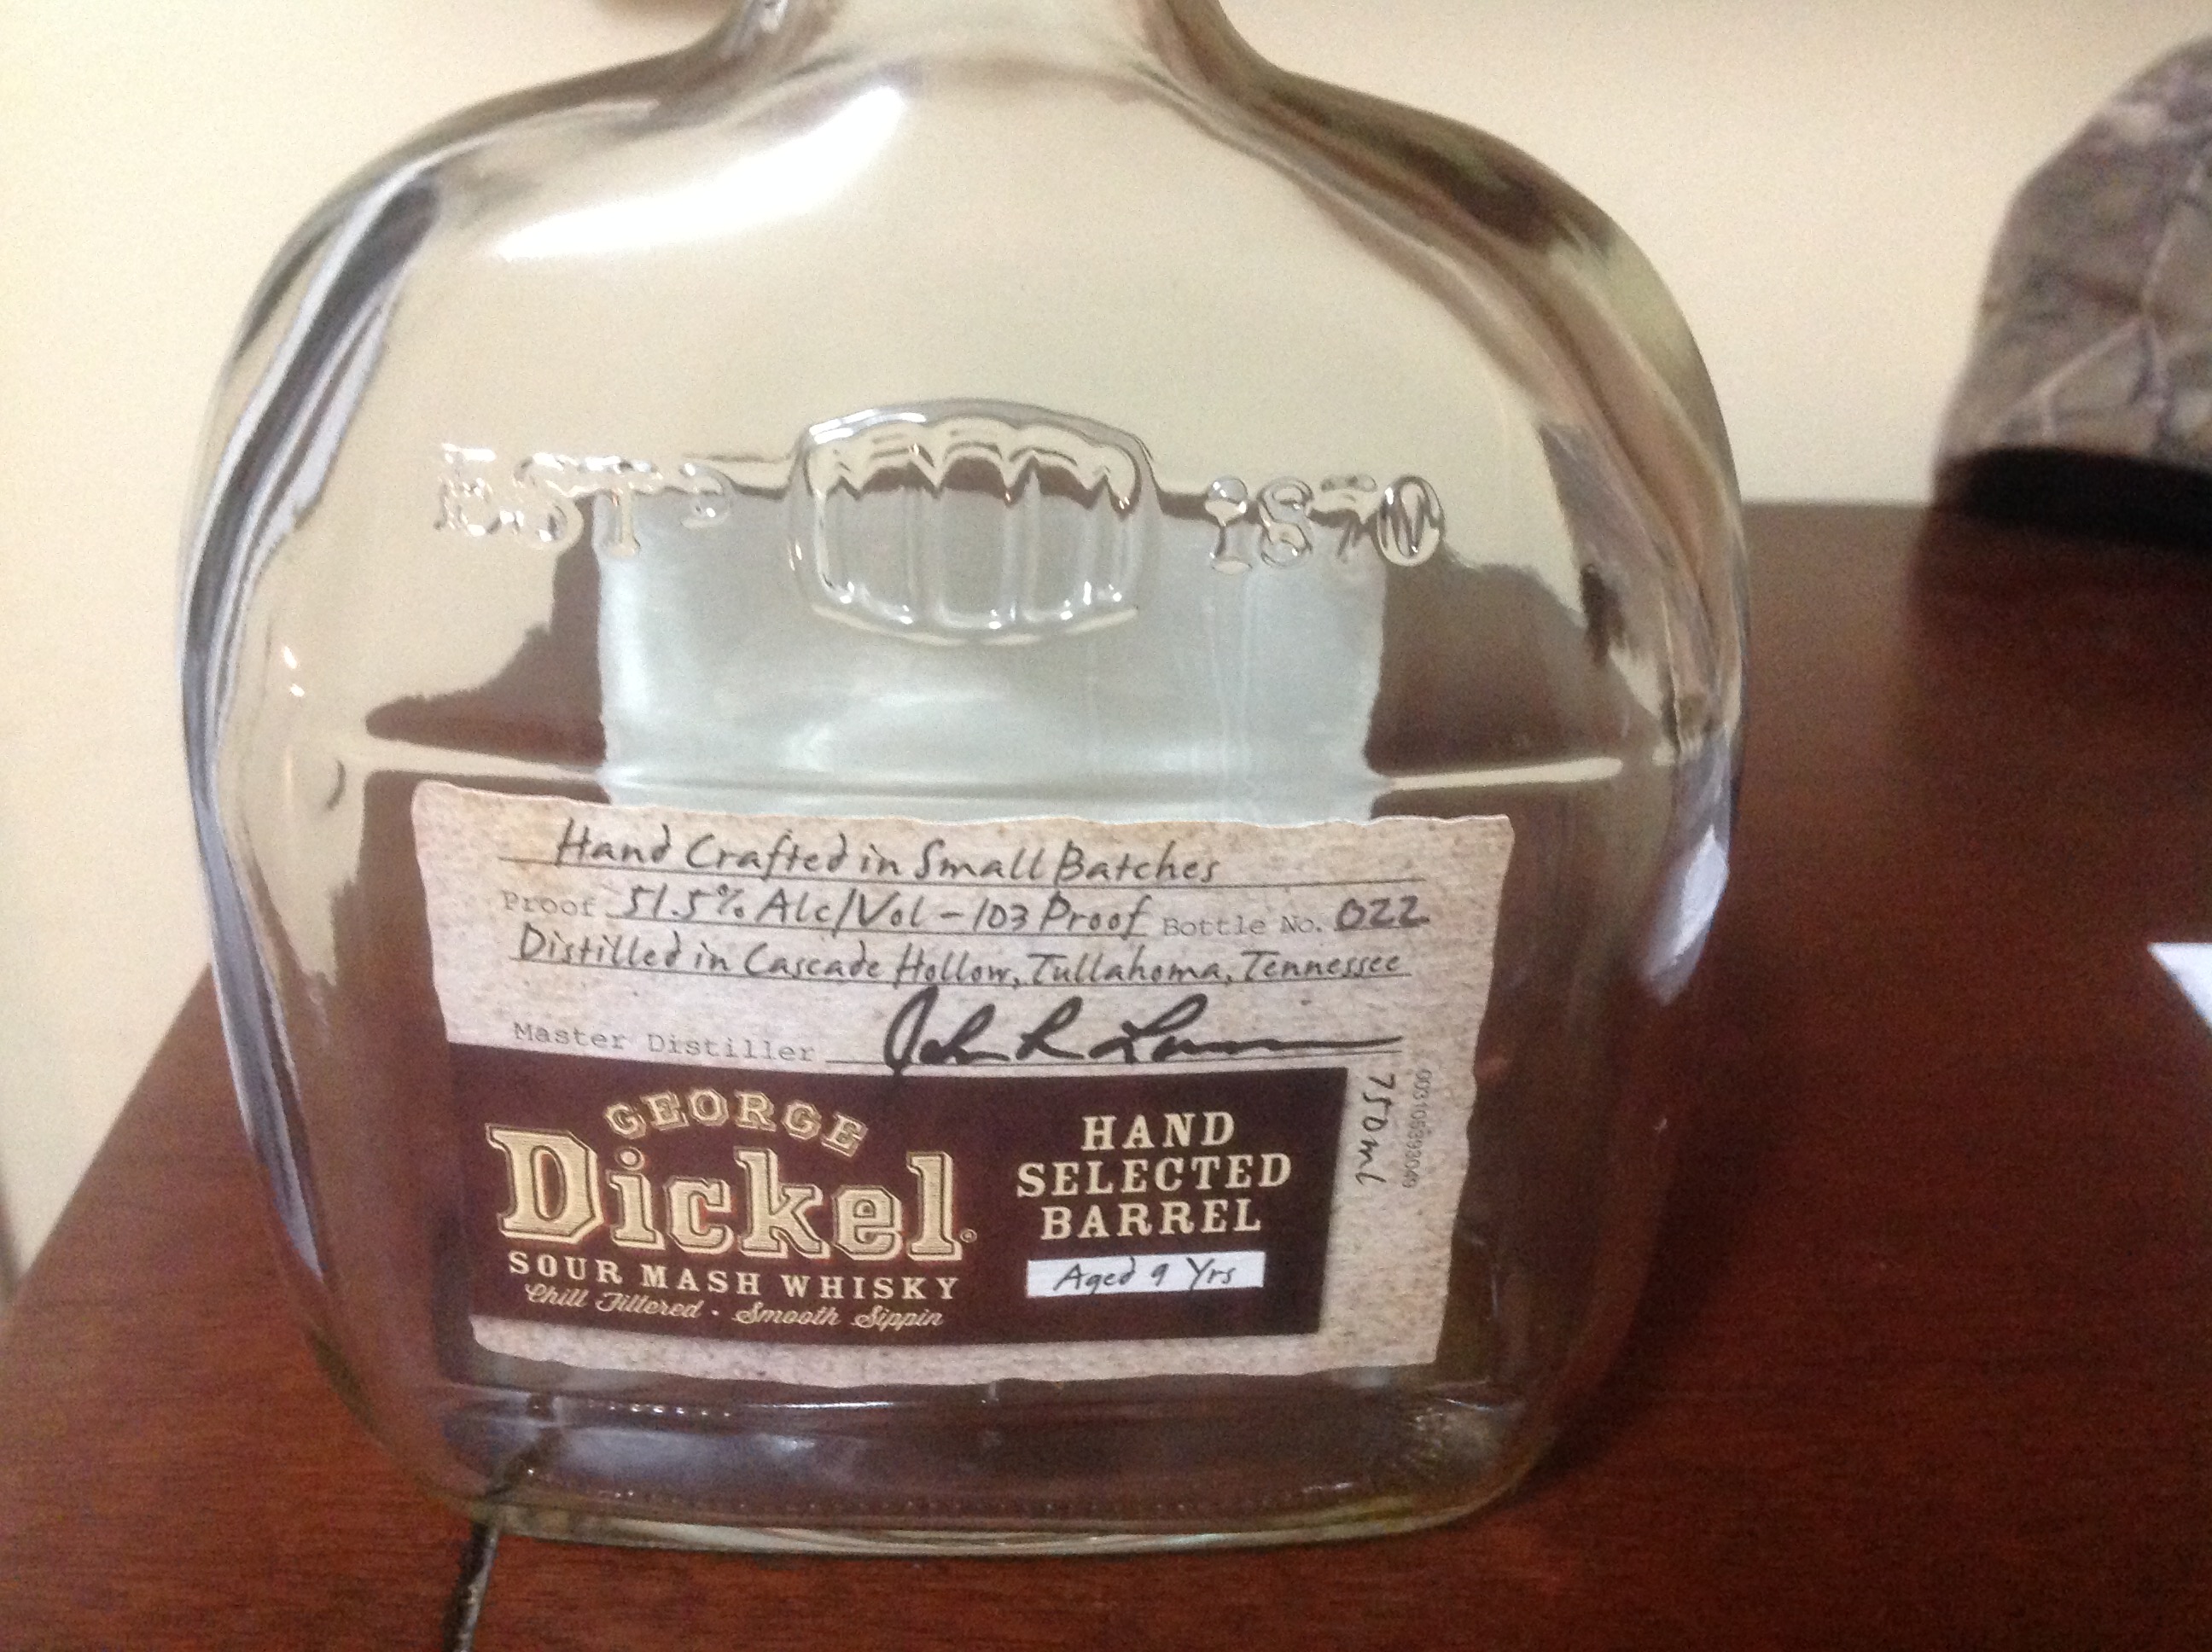 ESTD 1870
Hand Crafted in Small Batches
Proof 51.5% Alc/Vol - 103 Proof Bottle No. 022
Distilled in Cascade Hollow, Tullahoma, Tennessee
Master Distiller John
GEORGE
Dickel®
SOUR MASH WHISKY
Chill Filtered · Smooth Sippin
HAND
SELECTED
BARREL
Aged 9 Yrs
750ml